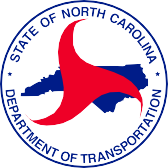 STATE OF NORTH CAROLINA
DEPARTMENT OF TRANSPORTATION